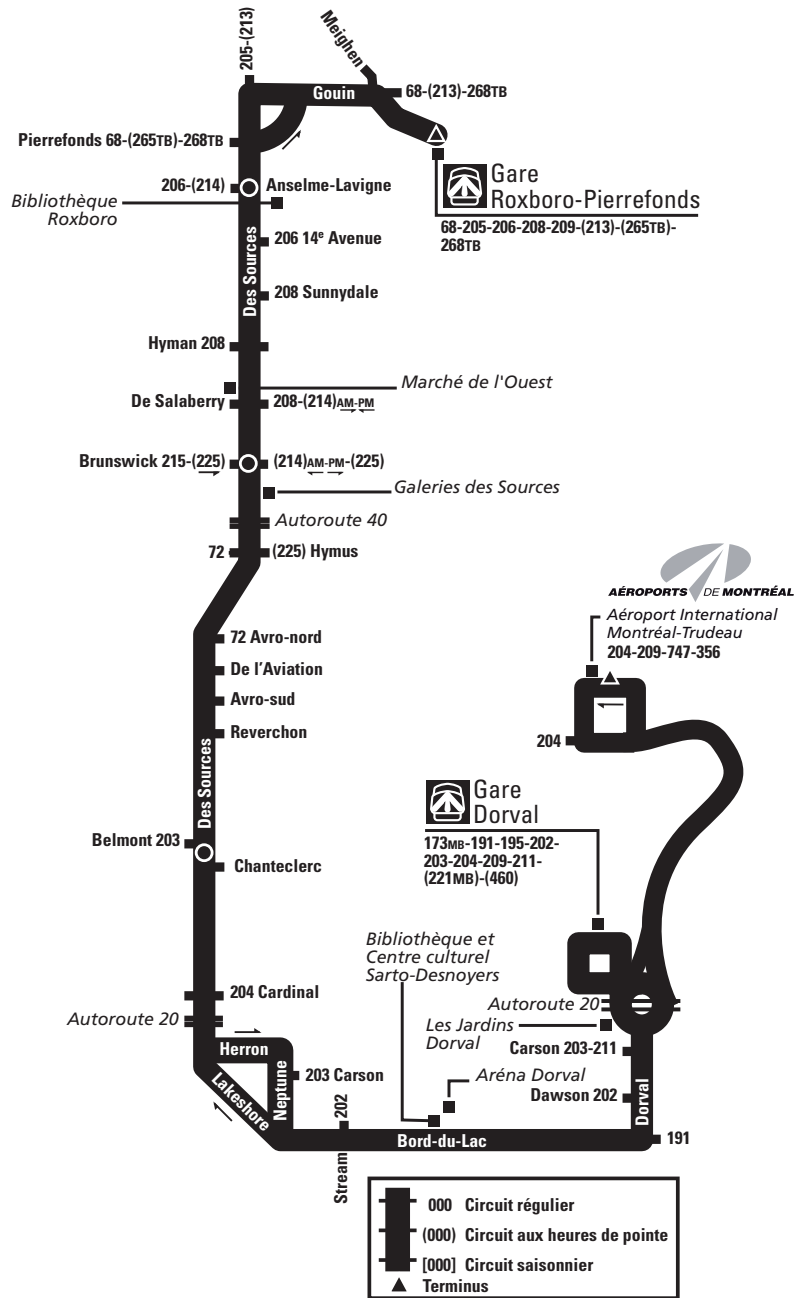 205-(213)
Meighen
Gouin
68-(213)-268TB
Pierrefonds 68-(265TB)-268TB
Gare
Roxboro-Pierrefonds
68-205-206-208-209-(213)-(265TB)-
268TB
206-(214)
Anselme-Lavigne
Bibliothèque
Roxboro
206 14e Avenue
Des Sources
208 Sunnydale
Hyman 208
Marché de l'Ouest
De Salaberry
208-(214)AM-PM
Brunswick 215-(225)
(214)AM-PM-(225)
Galeries des Sources
Autoroute 40
72
(225) Hymus
AÉROPORTS DE MONTRÉAL
Aéroport International
Montréal-Trudeau
204-209-747-356
72 Avro-nord
De l'Aviation
Avro-sud
Reverchon
204
Des Sources
Gare
Dorval
173MB-191-195-202-
203-204-209-211-
(221MB)-(460)
Belmont 203
Chanteclerc
Bibliothèque et
Centre culturel
Sarto-Desnoyers
204 Cardinal
Autoroute 20
Autoroute 20
Les Jardins
Dorval
Herron
Carson 203-211
Neptune
203 Carson
Lakeshore
Aréna Dorval
Dawson 202
Dorval
202
Stream
Bord-du-Lac
191
000 Circuit régulier
(000) Circuit aux heures de pointe
[000] Circuit saisonnier
Terminus